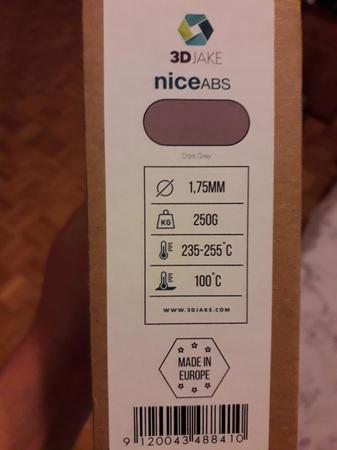 3DJAKE
niceABS
Dark Grey
1,75MM
KG
250G
235-255°C
100°C
WWW.3DJAKE.COM
MADE IN
EUROPE
9 120043 488410